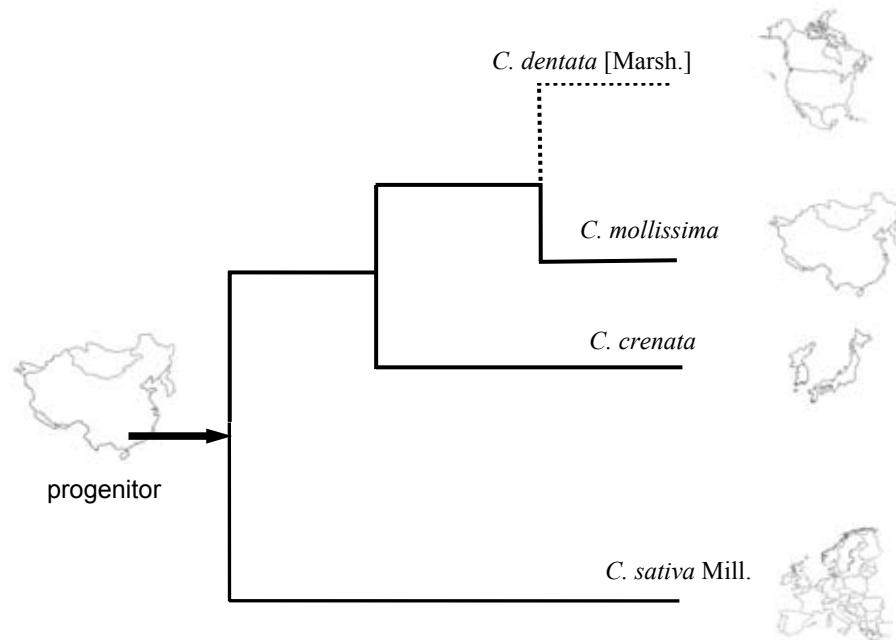 C. dentata [Marsh.]
C. mollissima
C. crenata
progenitor
C. sativa Mill.